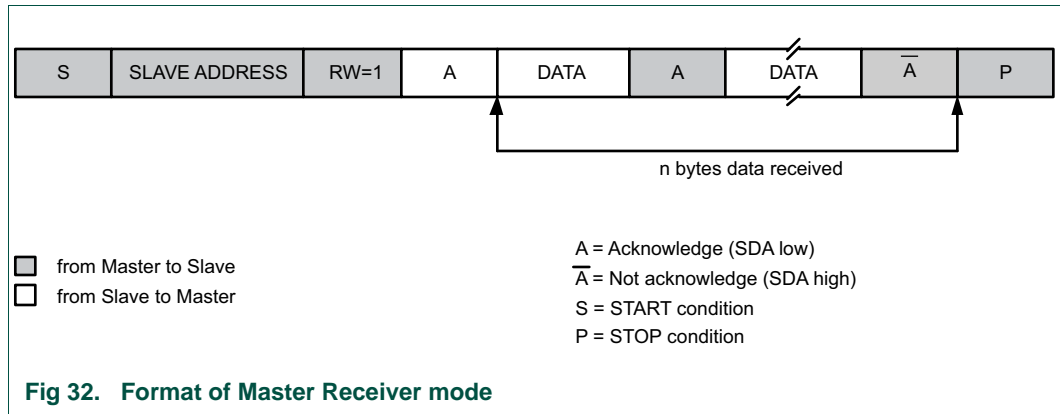 S SLAVE ADDRESS RW=1 A DATA A DATA A̅ P
n bytes data received
from Master to Slave
from Slave to Master
A = Acknowledge (SDA low)
A̅ = Not acknowledge (SDA high)
S = START condition
P = STOP condition
Fig 32. Format of Master Receiver mode